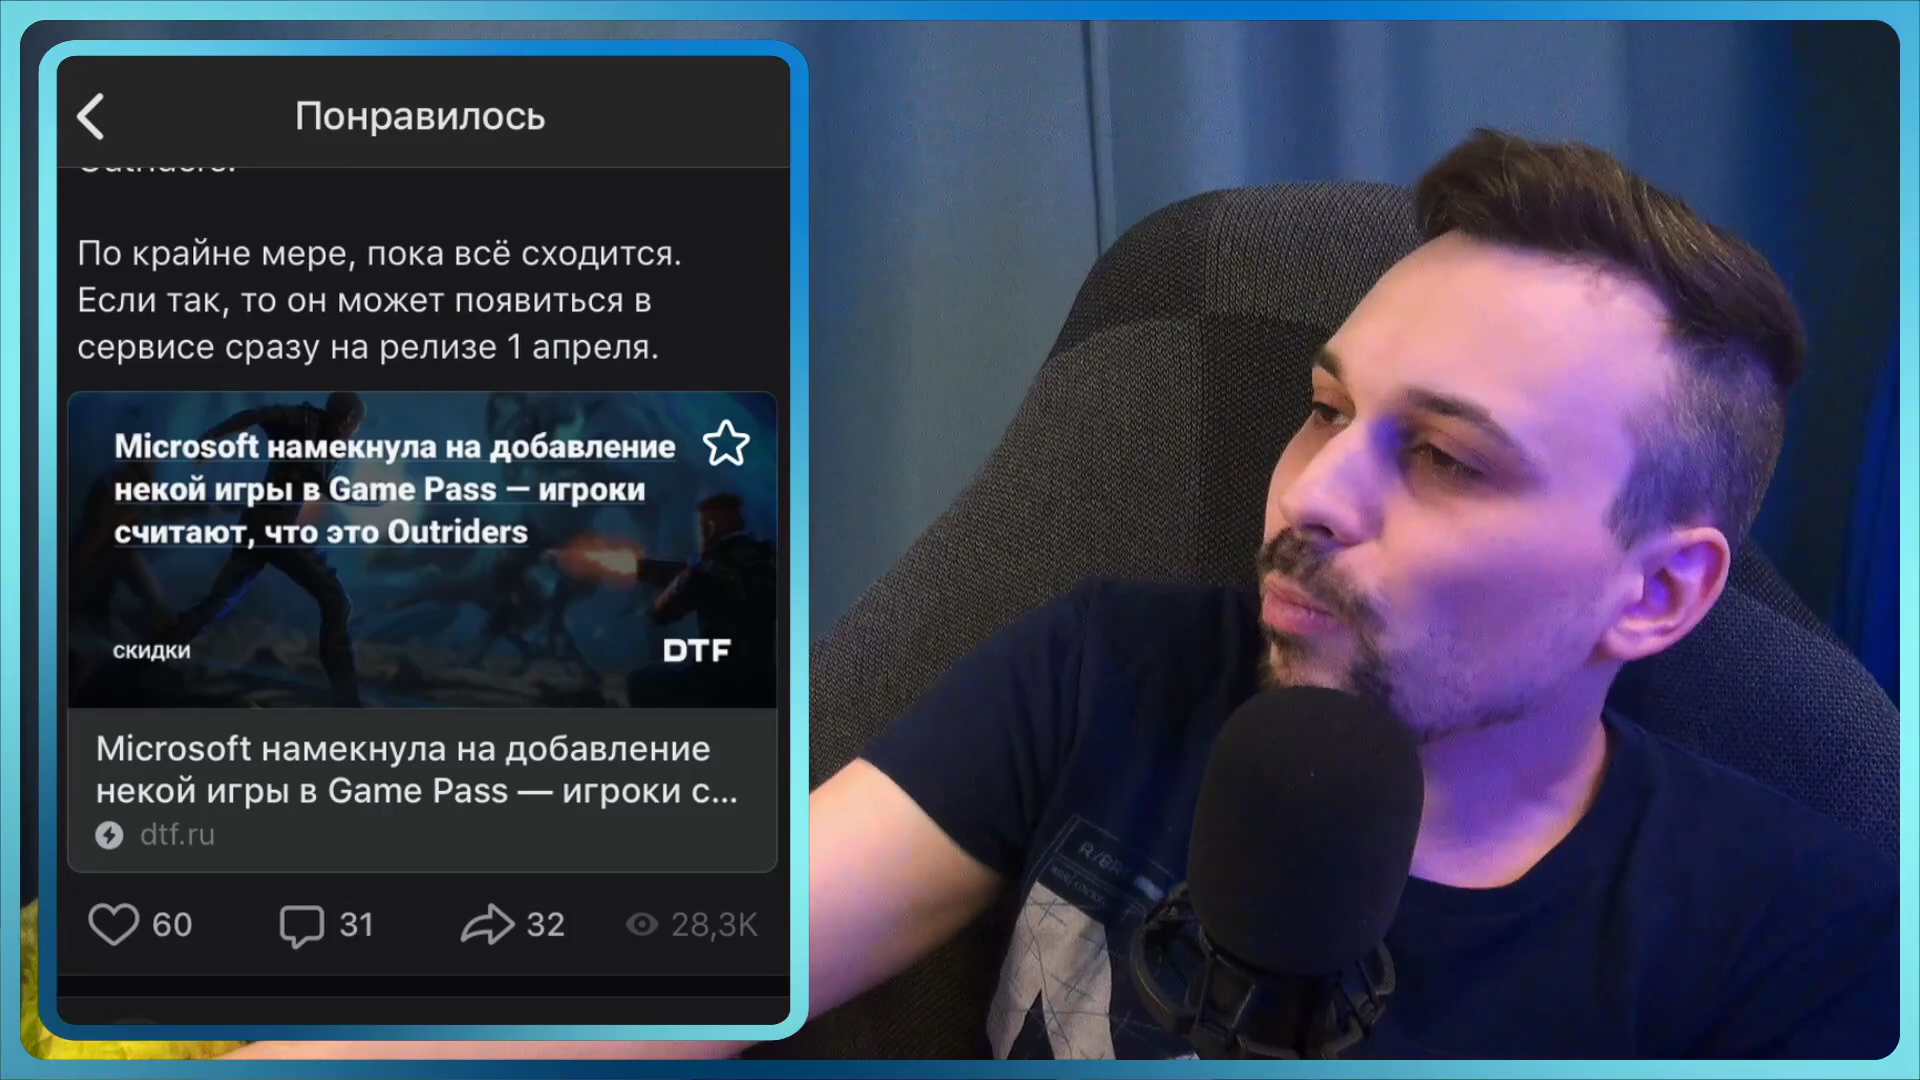 Понравилось
Outriders.
По крайне мере, пока всё сходится.
Если так, то он может появиться в
сервисе сразу на релизе 1 апреля.
Microsoft намекнула на добавление
некой игры в Game Pass — игроки
считают, что это Outriders
скидки
DTF
Microsoft намекнула на добавление
некой игры в Game Pass — игроки с...
dtf.ru
60
31
32
28,3K